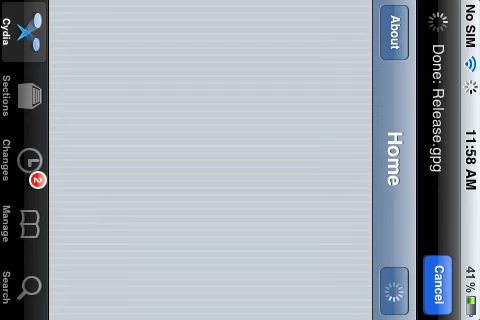 No SIM 11:58 AM 41 %
Done: Release.gpg Cancel
About Home
Cydia Sections Changes 2 Manage Search